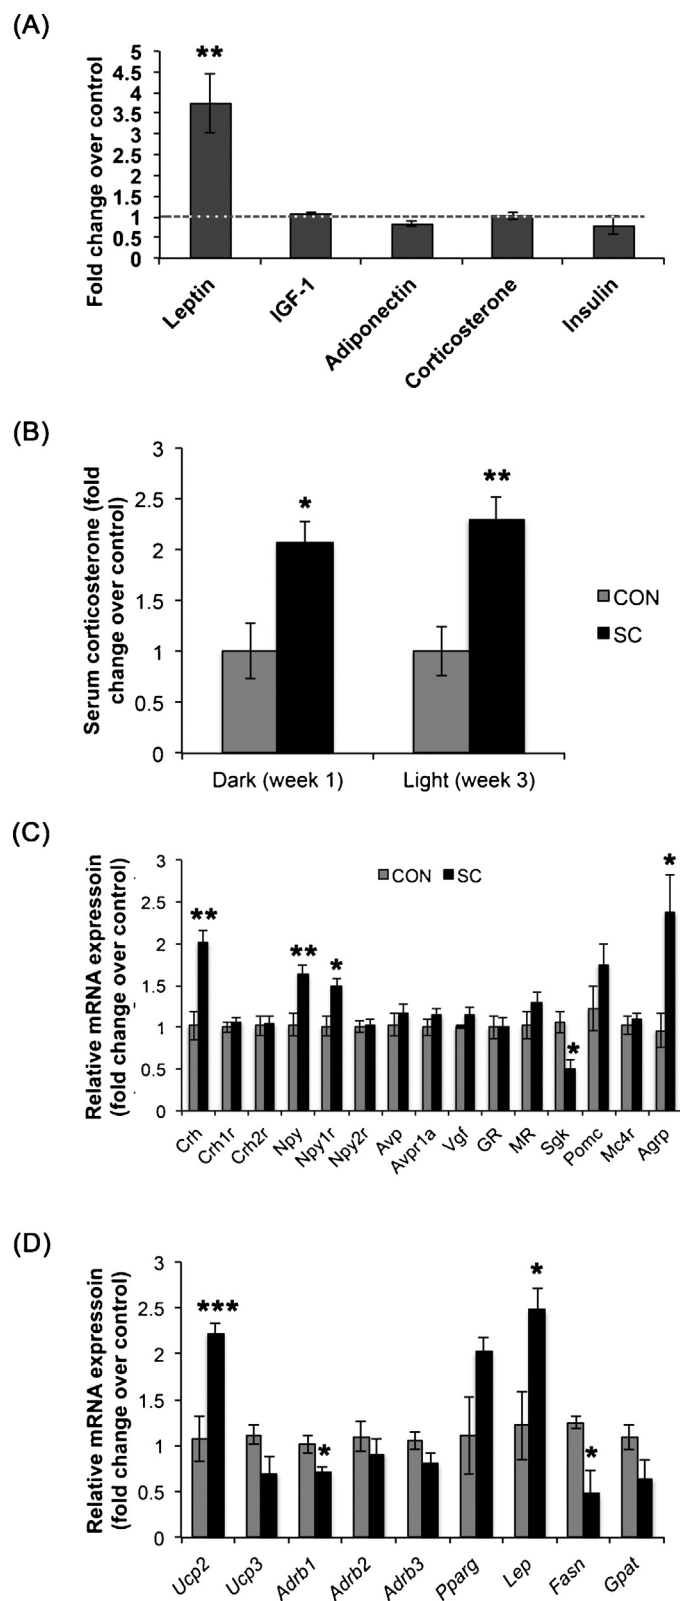 (A)
Fold change over control
5
4.5
4
3.5
3
2.5
2
1.5
1
0.5
0
**
Leptin
IGF-1
Adiponectin
Corticosterone
Insulin
(B)
Serum corticosterone (fold
change over control)
3
2.5
2
1.5
1
0.5
0
*
**
CON
SC
Dark (week 1)
Light (week 3)
(C)
Relative mRNA expressoin
(fold change over control)
3
2.5
2
1.5
1
0.5
0
CON
SC
**
**
*
*
*
Crh
Crh1r
Crh2r
Npy
Npy1r
Npy2r
Avp
Avpr1a
Vgf
GR
MR
Sgk
Pomc
Mc4r
Agrp
(D)
Relative mRNA expressoin
(fold change over control)
3
2.5
2
1.5
1
0.5
0
***
*
*
*
Ucp2
Ucp3
Adrb1
Adrb2
Adrb3
Pparg
Lep
Fasn
Gpat